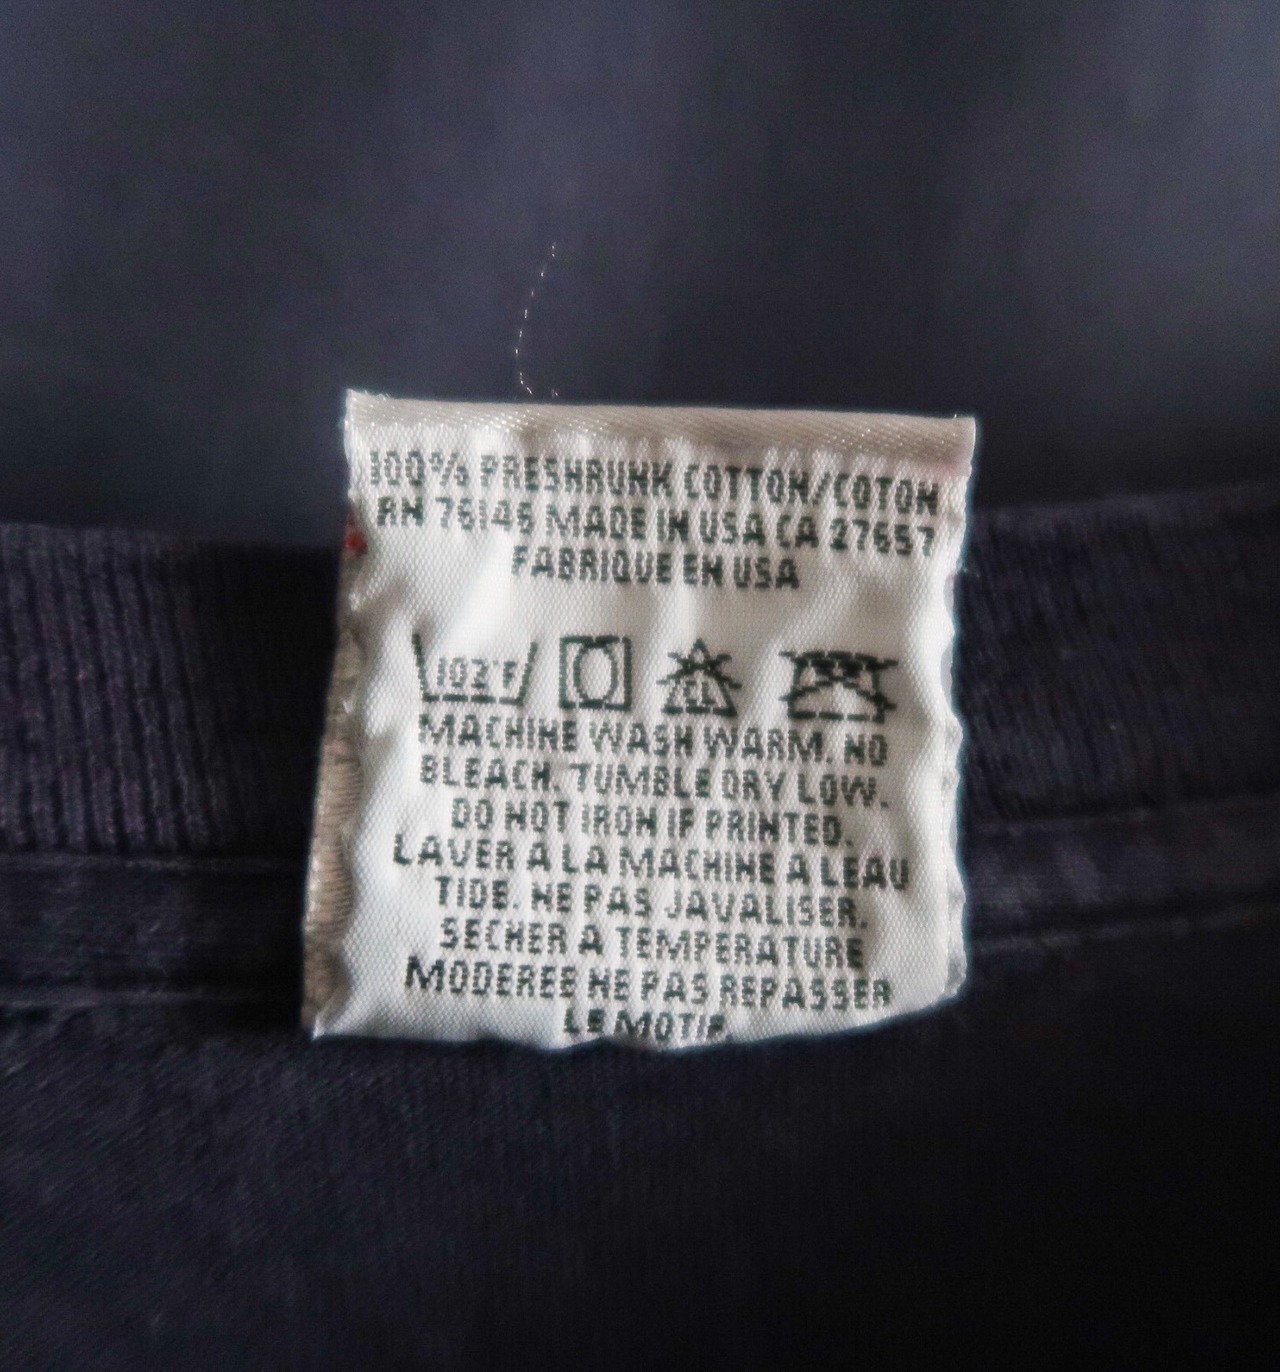 100% PRESHRUNK COTTON/COTON
RN 76145 MADE IN USA CA 27657
FABRIQUE EN USA
102°F CL
MACHINE WASH WARM. NO
BLEACH. TUMBLE DRY LOW.
DO NOT IRON IF PRINTED.
LAVER A LA MACHINE A LEAU
TIDE. NE PAS JAVALISER.
SECHER A TEMPERATURE
MODEREE NE PAS REPASSER
LE MOTIF